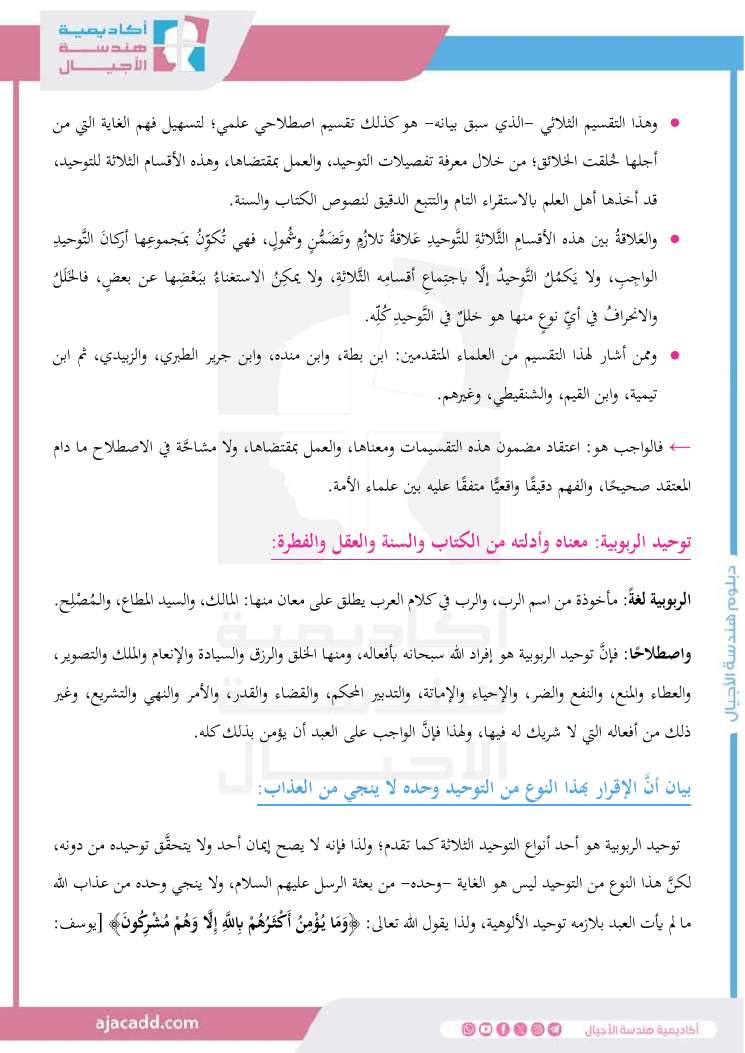 أكاديمية
هندسة
الأجيال
• وهذا التقسيم الثلاثي –الذي سبق بيانه– هو كذلك تقسيم اصطلاحي علمي؛ لتسهيل فهم الغاية التي من
أجلها خُلقت الخلائق؛ من خلال معرفة تفصيلات التوحيد، والعمل بمقتضاها، وهذه الأقسام الثلاثة للتوحيد،
قد أخذها أهل العلم بالاستقراء التام والتتبع الدقيق لنصوص الكتاب والسنة.
• والعَلاقةُ بين هذه الأقسامِ الثَّلاثةِ للتَّوحيدِ عَلاقةُ تلازُمٍ وتَضَمُّنٍ وشُمولٍ، فهي تُكوِّنُ بمَجموعِها أركانَ التَّوحيدِ
الواجِبِ، ولا يَكمُلُ التَّوحيدُ إلَّا باجتِماعِ أقسامِه الثَّلاثةِ، ولا يمكِنُ الاستغناءُ ببَعْضِها عن بعضٍ، فالخَلَلُ
والانحرافُ في أيِّ نوعٍ منها هو خللٌ في التَّوحيدِ كُلِّه.
• وممن أشار لهذا التقسيم من العلماء المتقدمين: ابن بطة، وابن منده، وابن جرير الطبري، والزبيدي، ثم ابن
تيمية، وابن القيم، والشنقيطي، وغيرهم.
← فالواجب هو: اعتقاد مضمون هذه التقسيمات ومعناها، والعمل بمقتضاها، ولا مشاحَّة في الاصطلاح ما دام
المعتقد صحيحًا، والفهم دقيقًا واقعيًّا متفقًا عليه بين علماء الأمة.
توحيد الربوبية: معناه وأدلته من الكتاب والسنة والعقل والفطرة:
الربوبية لغةً: مأخوذة من اسم الرب، والرب في كلام العرب يطلق على معان منها: المالك، والسيد المطاع، والـمُصْلِح.
واصطلاحًا: فإنَّ توحيد الربوبية هو إفراد الله سبحانه بأفعاله، ومنها الخلق والرزق والسيادة والإنعام والملك والتصوير،
والعطاء والمنع، والنفع والضر، والإحياء والإماتة، والتدبير المحكم، والقضاء والقدر، والأمر والنهي والتشريع، وغير
ذلك من أفعاله التي لا شريك له فيها، ولهذا فإنَّ الواجب على العبد أن يؤمن بذلك كله.
بيان أنَّ الإقرار بهذا النوع من التوحيد وحده لا ينجي من العذاب:
توحيد الربوبية هو أحد أنواع التوحيد الثلاثة كما تقدم؛ ولذا فإنه لا يصح إيمان أحد ولا يتحقَّق توحيده من دونه،
لكنَّ هذا النوع من التوحيد ليس هو الغاية –وحده– من بعثة الرسل عليهم السلام، ولا ينجي وحده من عذاب الله
ما لم يأت العبد بلازمه توحيد الألوهية، ولذا يقول الله تعالى: ﴿وَمَا يُؤْمِنُ أَكْثَرُهُمْ بِاللَّهِ إِلَّا وَهُمْ مُشْرِكُونَ﴾ [يوسف:
دبلوم هندسة الأجيال
أكاديمية
هندسة
الأجيال
ajacadd.com
أكاديمية هندسة الأجيال